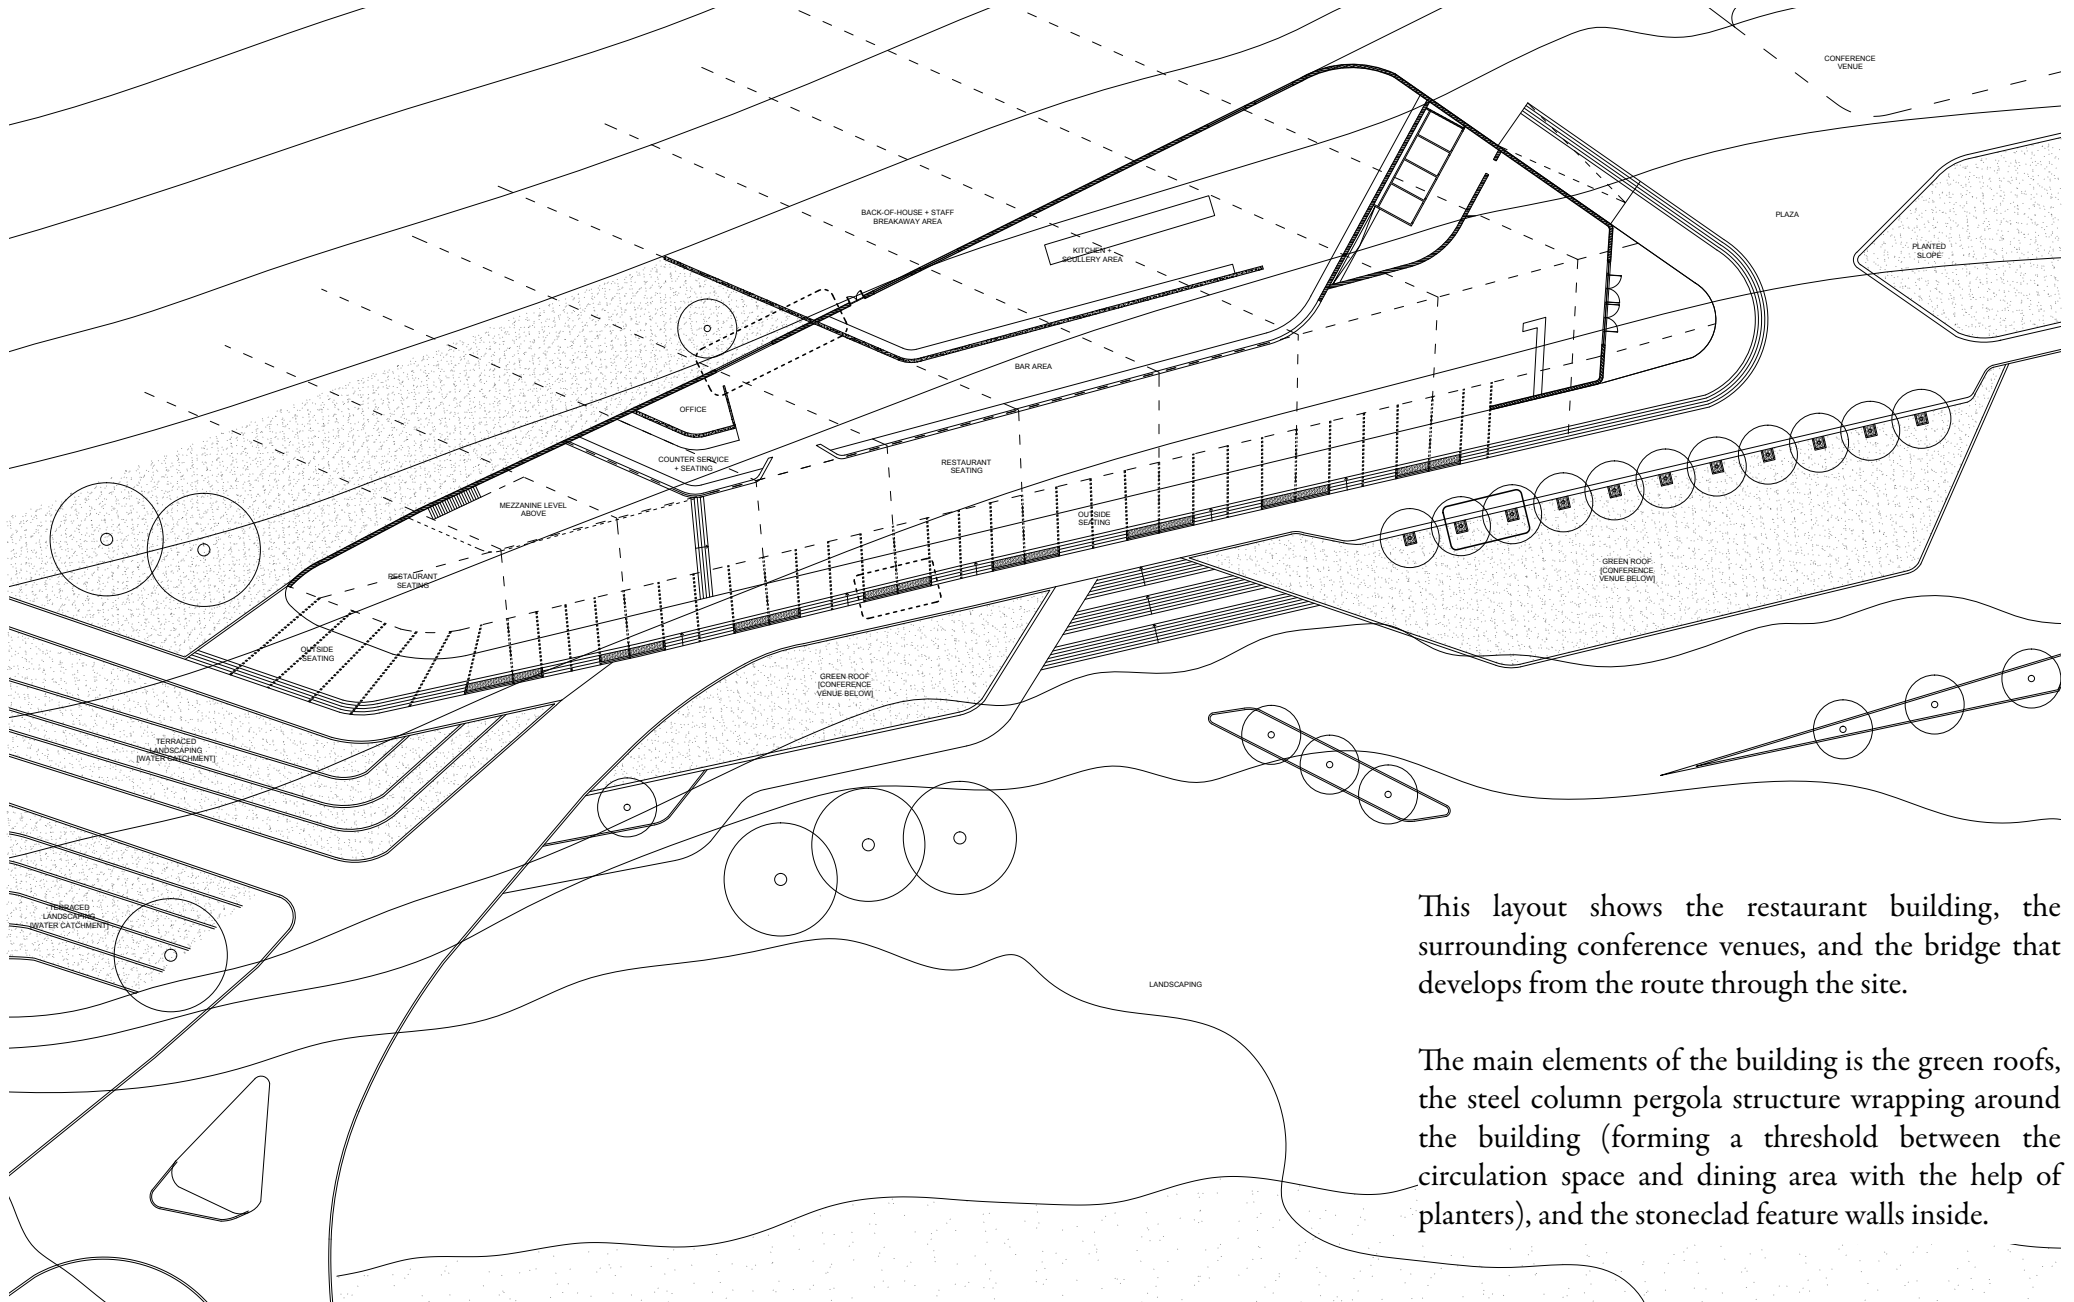 CONFERENCE
VENUE
BACK-OF-HOUSE + STAFF
BREAKAWAY AREA
PLAZA
KITCHEN +
SCULLERY AREA
PLANTED
SLOPE
BAR AREA
OFFICE
COUNTER SERVICE
+ SEATING
RESTAURANT
SEATING
MEZZANINE LEVEL
ABOVE
OUTSIDE
SEATING
RESTAURANT
SEATING
GREEN ROOF
[CONFERENCE
VENUE BELOW]
OUTSIDE
SEATING
GREEN ROOF
[CONFERENCE
VENUE BELOW]
TERRACED
LANDSCAPING
[WATER CATCHMENT]
TERRACED
LANDSCAPING
[WATER CATCHMENT]
LANDSCAPING
This layout shows the restaurant building, the
surrounding conference venues, and the bridge that
develops from the route through the site.
The main elements of the building is the green roofs,
the steel column pergola structure wrapping around
the building (forming a threshold between the
circulation space and dining area with the help of
planters), and the stoneclad feature walls inside.